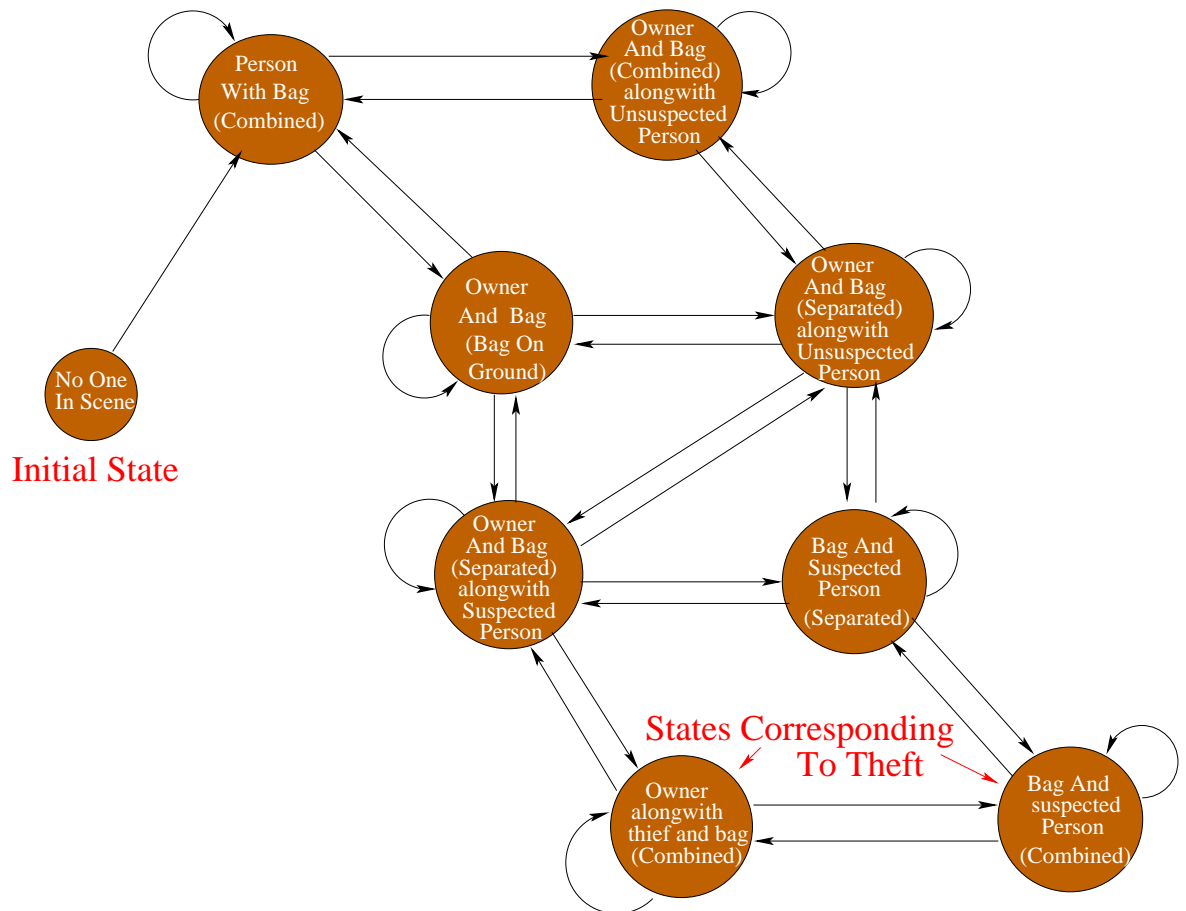 Person
With Bag
(Combined)
Owner
And Bag
(Combined)
alongwith
Unsuspected
Person
Owner
And Bag
(Bag On
Ground)
Owner
And Bag
(Separated)
alongwith
Unsuspected
Person
No One
In Scene
Initial State
Owner
And Bag
(Separated)
alongwith
Suspected
Person
Bag And
Suspected
Person
(Separated)
States Corresponding
To Theft
Owner
alongwith
thief and bag
(Combined)
Bag And
suspected
Person
(Combined)